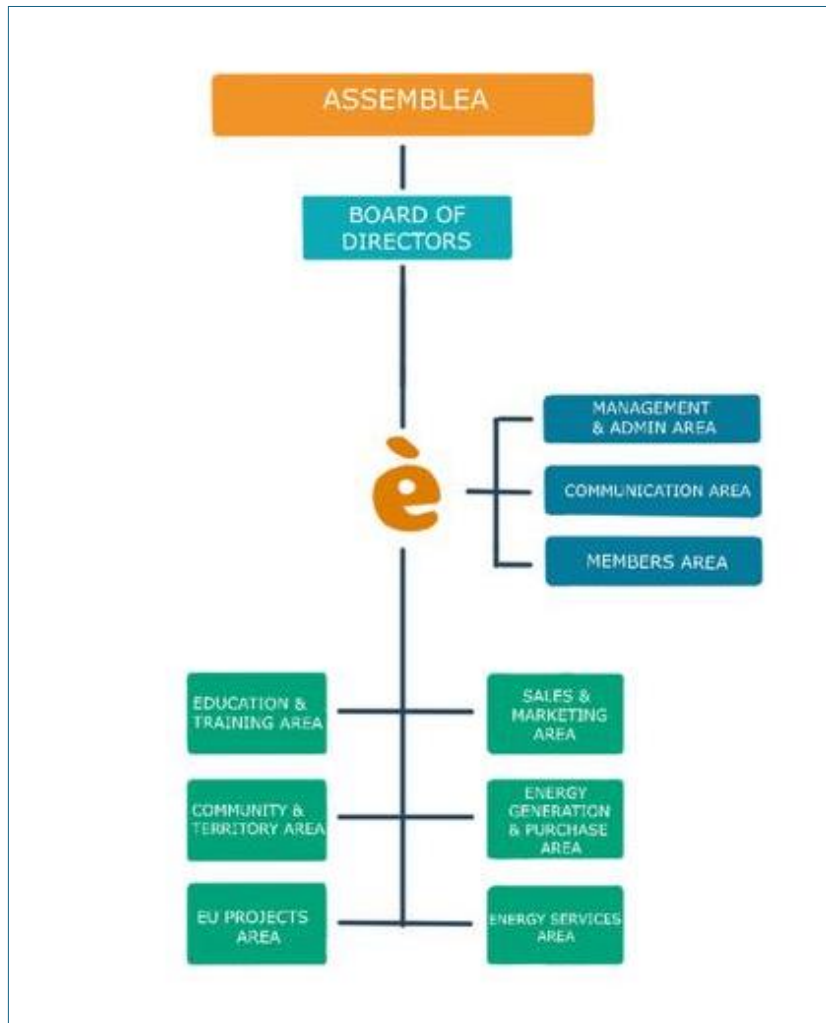 ASSEMBLEA
BOARD OF
DIRECTORS
MANAGEMENT
& ADMIN AREA
COMMUNICATION AREA
è
MEMBERS AREA
EDUCATION &
TRAINING AREA
SALES &
MARKETING
AREA
COMMUNITY &
TERRITORY AREA
ENERGY
GENERATION
& PURCHASE
AREA
EU PROJECTS
AREA
ENERGY SERVICES
AREA